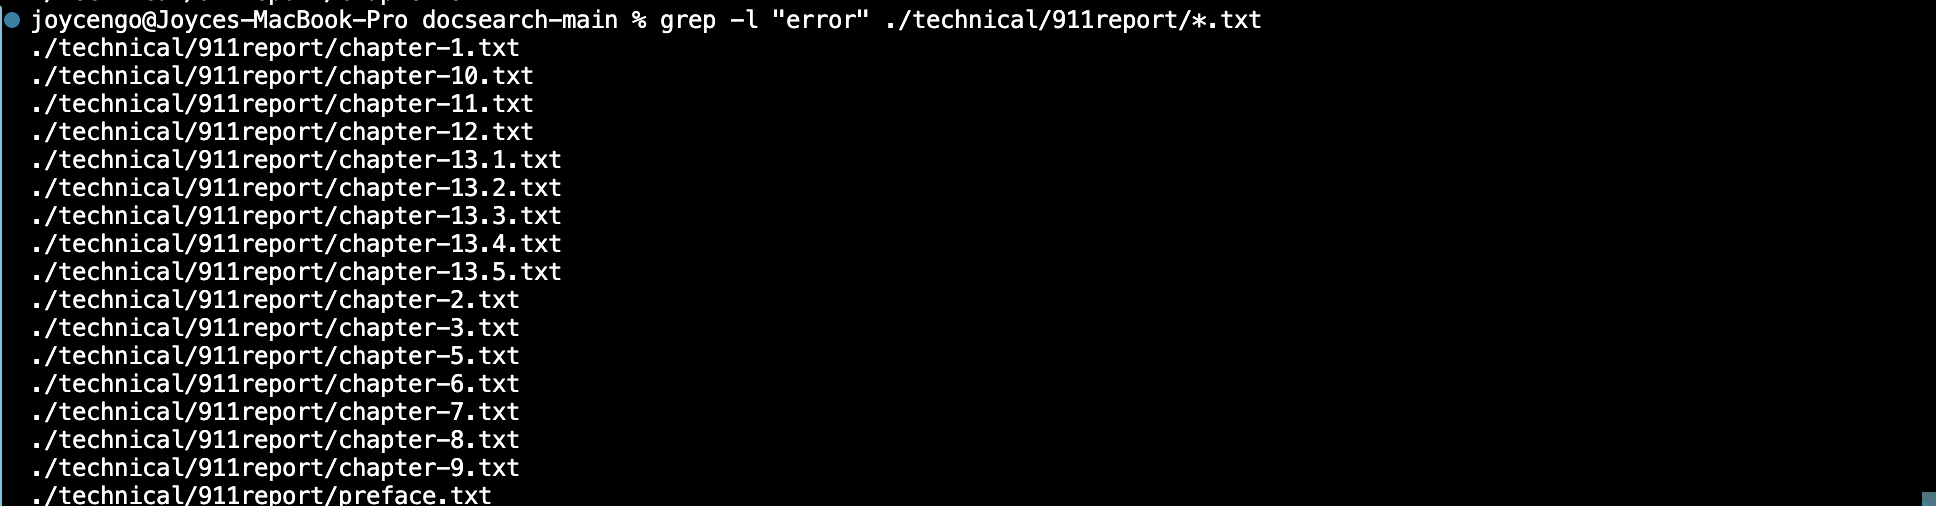 joycengo@Joyces-MacBook-Pro docsearch-main % grep -l "error" ./technical/911report/*.txt
./technical/911report/chapter-1.txt
./technical/911report/chapter-10.txt
./technical/911report/chapter-11.txt
./technical/911report/chapter-12.txt
./technical/911report/chapter-13.1.txt
./technical/911report/chapter-13.2.txt
./technical/911report/chapter-13.3.txt
./technical/911report/chapter-13.4.txt
./technical/911report/chapter-13.5.txt
./technical/911report/chapter-2.txt
./technical/911report/chapter-3.txt
./technical/911report/chapter-5.txt
./technical/911report/chapter-6.txt
./technical/911report/chapter-7.txt
./technical/911report/chapter-8.txt
./technical/911report/chapter-9.txt
./technical/911report/preface.txt